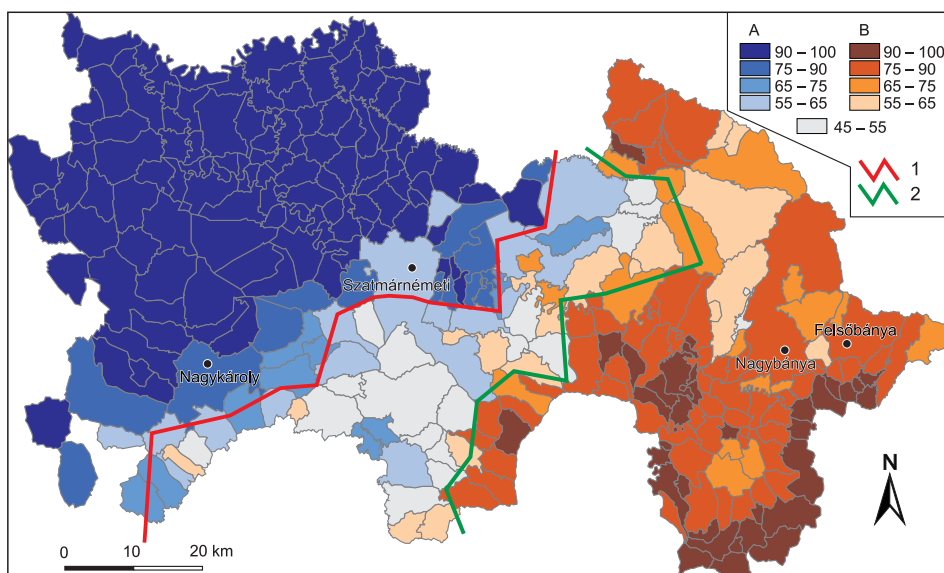 A B
90 – 100 90 – 100
75 – 90 75 – 90
65 – 75 65 – 75
55 – 65 55 – 65
45 – 55
1
2
Szatmárnémeti
Felsőbánya
Nagykároly
Nagybánya
N
0 10 20 km